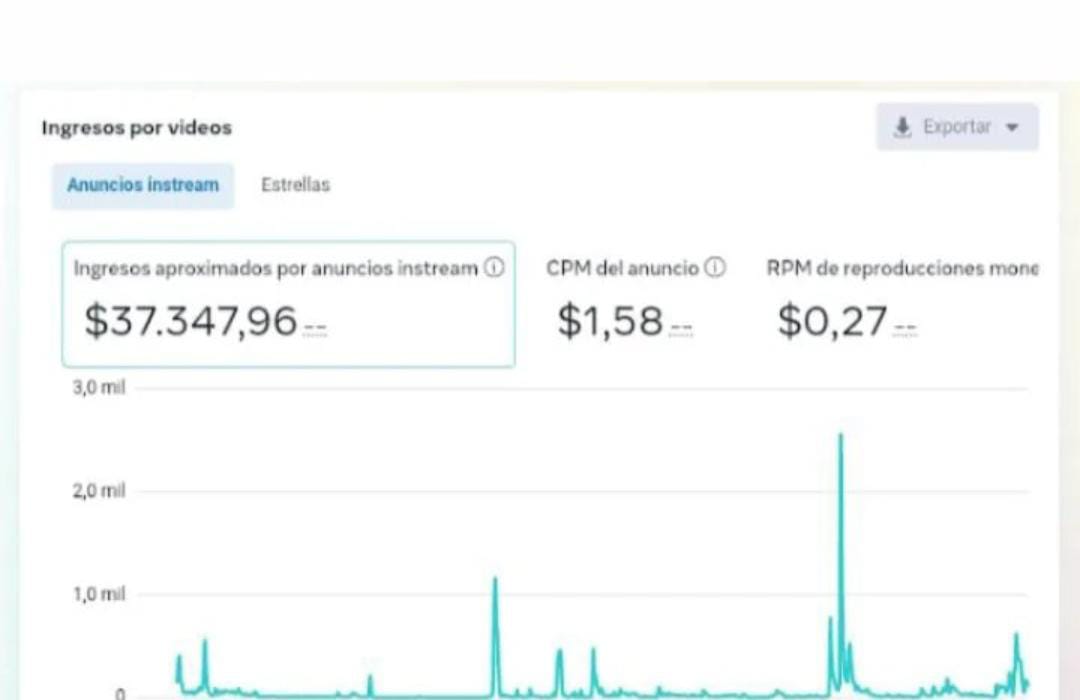 Ingresos por videos
Exportar
Anuncios instream Estrellas
Ingresos aproximados por anuncios instream
$37.347,96 --
CPM del anuncio
$1,58 --
RPM de reproducciones mone
$0,27 --
3,0 mil
2,0 mil
1,0 mil
0